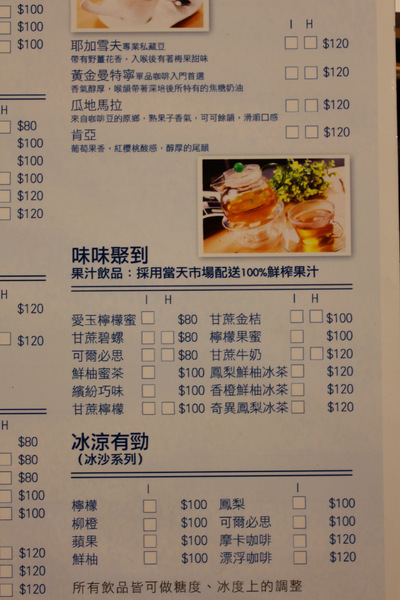 $100
$100
$100
H
$80
$100
$100
$100
$120
$120
H
$120
$120
H
$80
$80
$80
$100
$100
$120
$120
$120
I H
耶加雪夫專業私藏豆 $120
帶有野薑花香，入喉後有著梅果甜味
黃金曼特寧單品咖啡入門首選 $120
香氣醇厚，喉韻帶著深培後所特有的焦糖奶油
瓜地馬拉 $120
來自咖啡豆的原鄉，熟果子香氣，可可餘韻，滑順口感
肯亞 $120
葡萄果香，紅櫻桃酸感，醇厚的尾韻
味味聚到
果汁飲品：採用當天市場配送100%鮮榨果汁
I H I H
愛玉檸檬蜜 $80 甘蔗金桔 $100
甘蔗碧螺 $80 檸檬果蜜 $100
可爾必思 $80 甘蔗牛奶 $120
鮮柚蜜茶 $100 鳳梨鮮柚冰茶 $120
繽紛巧味 $100 香橙鮮柚冰茶 $120
甘蔗檸檬 $100 奇異鳳梨冰茶 $120
冰涼有勁
（冰沙系列）
I I
檸檬 $100 鳳梨 $100
柳橙 $100 可爾必思 $100
蘋果 $100 摩卡咖啡 $120
鮮柚 $100 漂浮咖啡 $120
所有飲品皆可做糖度、冰度上的調整